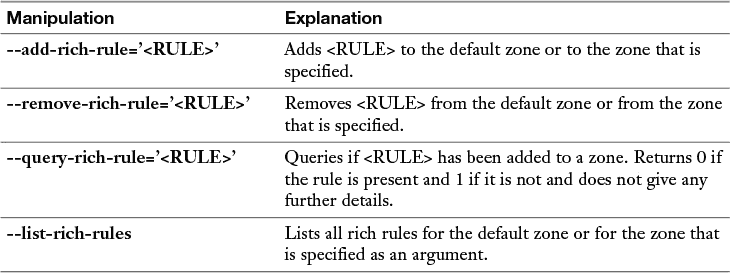 Manipulation Explanation
--add-rich-rule=’<RULE>’ Adds <RULE> to the default zone or to the zone that is
specified.
--remove-rich-rule=’<RULE>’ Removes <RULE> from the default zone or from the zone
that is specified.
--query-rich-rule=’<RULE>’ Queries if <RULE> has been added to a zone. Returns 0 if
the rule is present and 1 if it is not and does not give any
further details.
--list-rich-rules Lists all rich rules for the default zone or for the zone that
is specified as an argument.